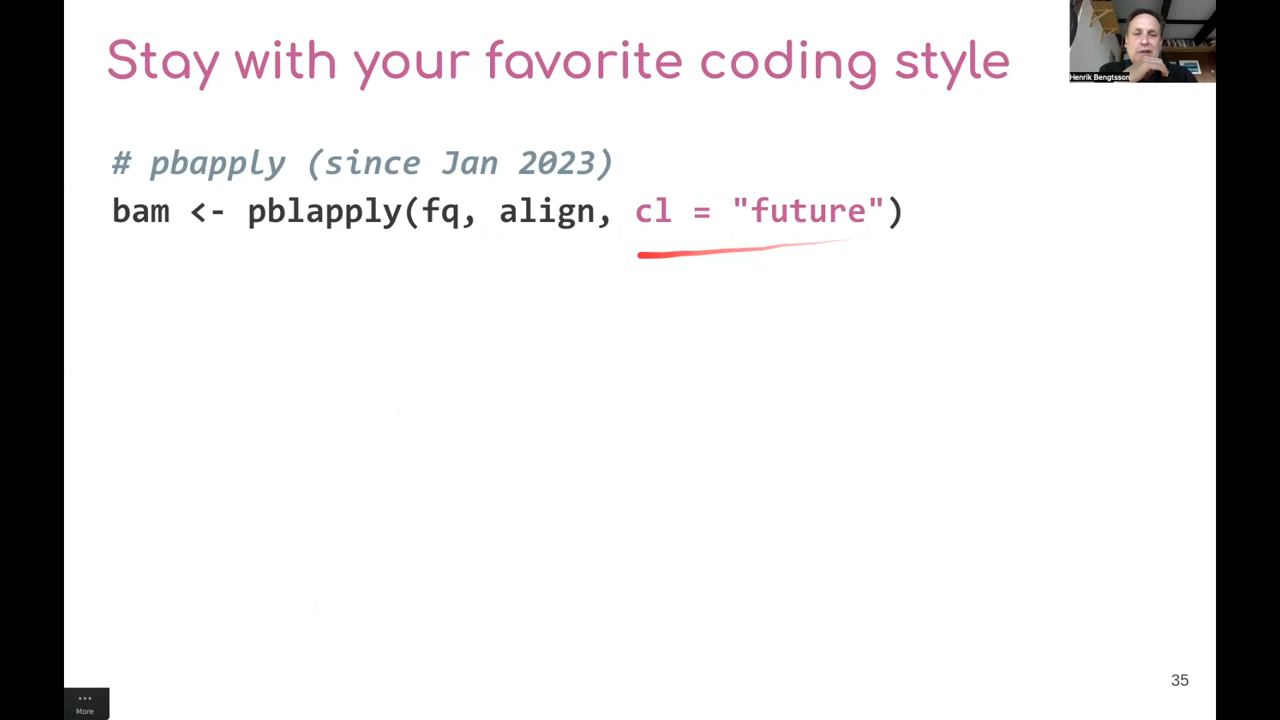 Stay with your favorite coding style
Henrik Bengtsson
# pbapply (since Jan 2023)
bam <- pblapply(fq, align, cl = "future")
35
More